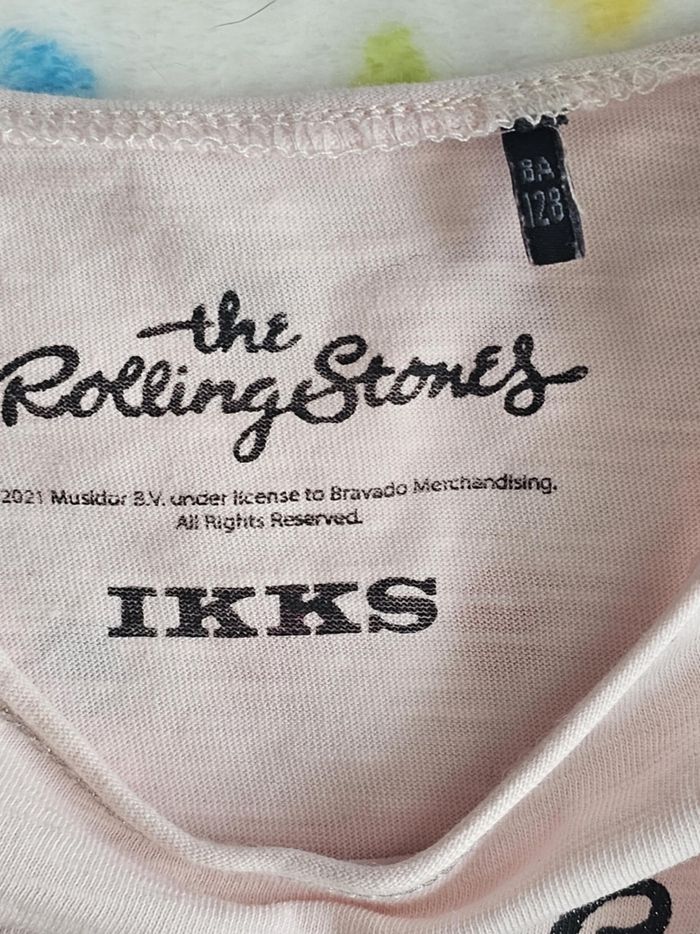 8A
128
the
Rolling Stones
2021 Musidor B.V. under license to Bravado Merchandising.
All Rights Reserved.
IKKS